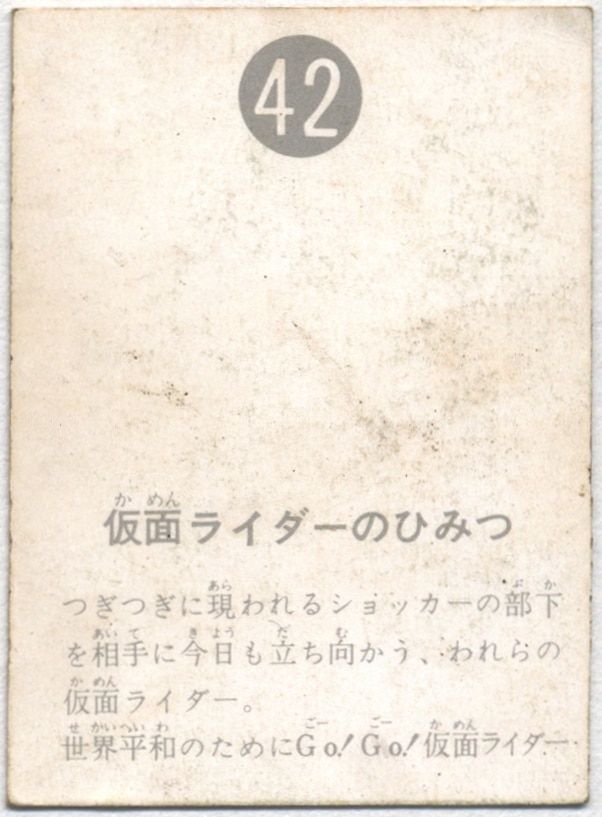 42
仮面ライダーのひみつ
つぎつぎに現われるショッカーの部下
を相手に今日も立ち向かう、われらの
仮面ライダー。
世界平和のためにGo!Go!仮面ライダー